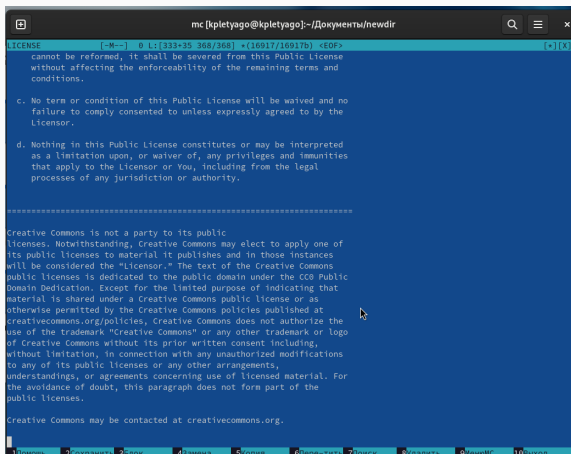 mc [kpletyago@kpletyago]:~/Документы/newdir
LICENSE [-M--] 0 L:[333+35 368/368] *(16917/16917b) <EOF> [*][X]
cannot be reformed, it shall be severed from this Public License
without affecting the enforceability of the remaining terms and
conditions.
c. No term or condition of this Public License will be waived and no
failure to comply consented to unless expressly agreed to by the
Licensor.
d. Nothing in this Public License constitutes or may be interpreted
as a limitation upon, or waiver of, any privileges and immunities
that apply to the Licensor or You, including from the legal
processes of any jurisdiction or authority.
=======================================================================
Creative Commons is not a party to its public
licenses. Notwithstanding, Creative Commons may elect to apply one of
its public licenses to material it publishes and in those instances
will be considered the "Licensor." The text of the Creative Commons
public licenses is dedicated to the public domain under the CC0 Public
Domain Dedication. Except for the limited purpose of indicating that
material is shared under a Creative Commons public license or as
otherwise permitted by the Creative Commons policies published at
creativecommons.org/policies, Creative Commons does not authorize the
use of the trademark "Creative Commons" or any other trademark or logo
of Creative Commons without its prior written consent including,
without limitation, in connection with any unauthorized modifications
to any of its public licenses or any other arrangements,
understandings, or agreements concerning use of licensed material. For
the avoidance of doubt, this paragraph does not form part of the
public licenses.
Creative Commons may be contacted at creativecommons.org.
1Помощь 2Сохранить 3Блок 4Замена 5Копия 6Пере~тить 7Поиск 8Удалить 9МенюMC 10Выход